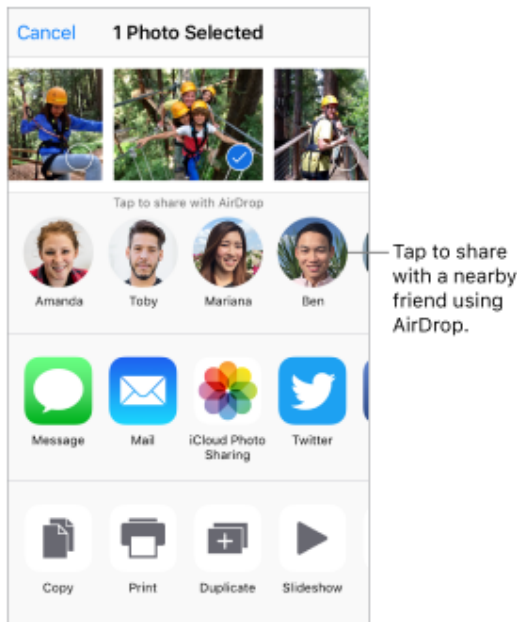 Cancel 1 Photo Selected
Tap to share with AirDrop
Amanda Toby Mariana Ben
Tap to share
with a nearby
friend using
AirDrop.
Message Mail iCloud Photo Twitter
Sharing
Copy Print Duplicate Slideshow